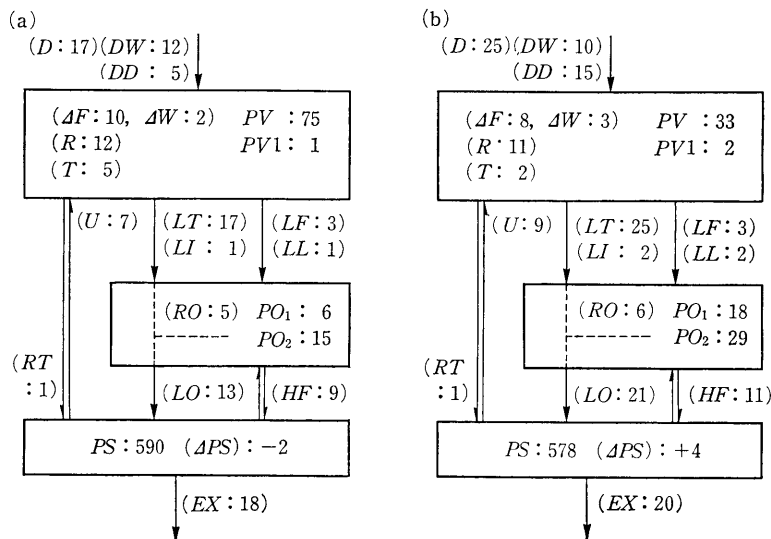 (a)
(D:17)(DW:12)
(DD: 5)
(ΔF:10, ΔW:2) PV :75
(R:12) PV1: 1
(T: 5)
(U:7) (LT:17) (LF:3)
(LI: 1) (LL:1)
(RO:5) PO₁: 6
PO₂:15
(RT
:1)
(LO:13) (HF:9)
PS:590 (ΔPS):−2
(EX:18)
(b)
(D:25)(DW:10)
(DD:15)
(ΔF:8, ΔW:3) PV :33
(R·11) PV1: 2
(T: 2)
(U:9) (LT:25) (LF:3)
(LI: 2) (LL:2)
(RO:6) PO₁:18
PO₂:29
(RT
:1)
(LO:21) (HF:11)
PS:578 (ΔPS):+4
(EX:20)